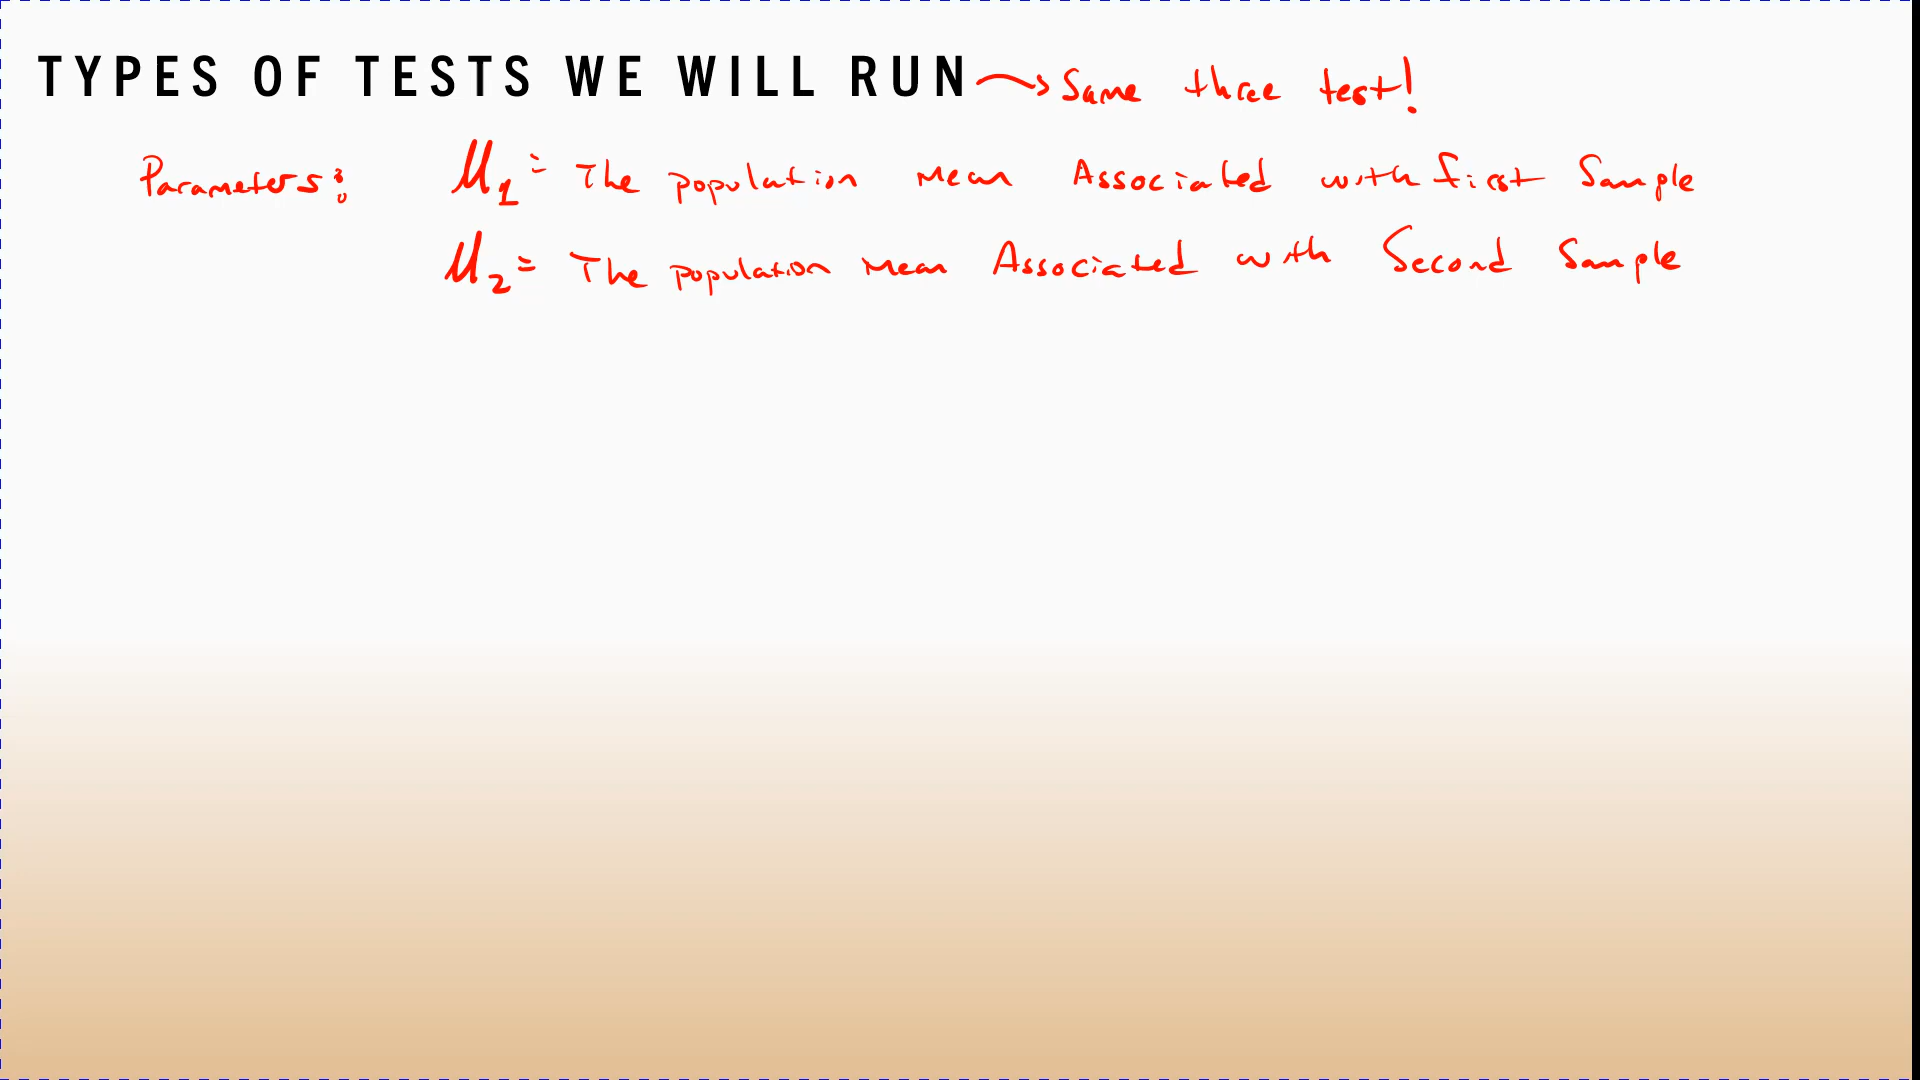 TYPES OF TESTS WE WILL RUN → Same three test!
Parameters: μ1 = The population mean Associated with first Sample
μ2 = The population mean Associated with Second Sample